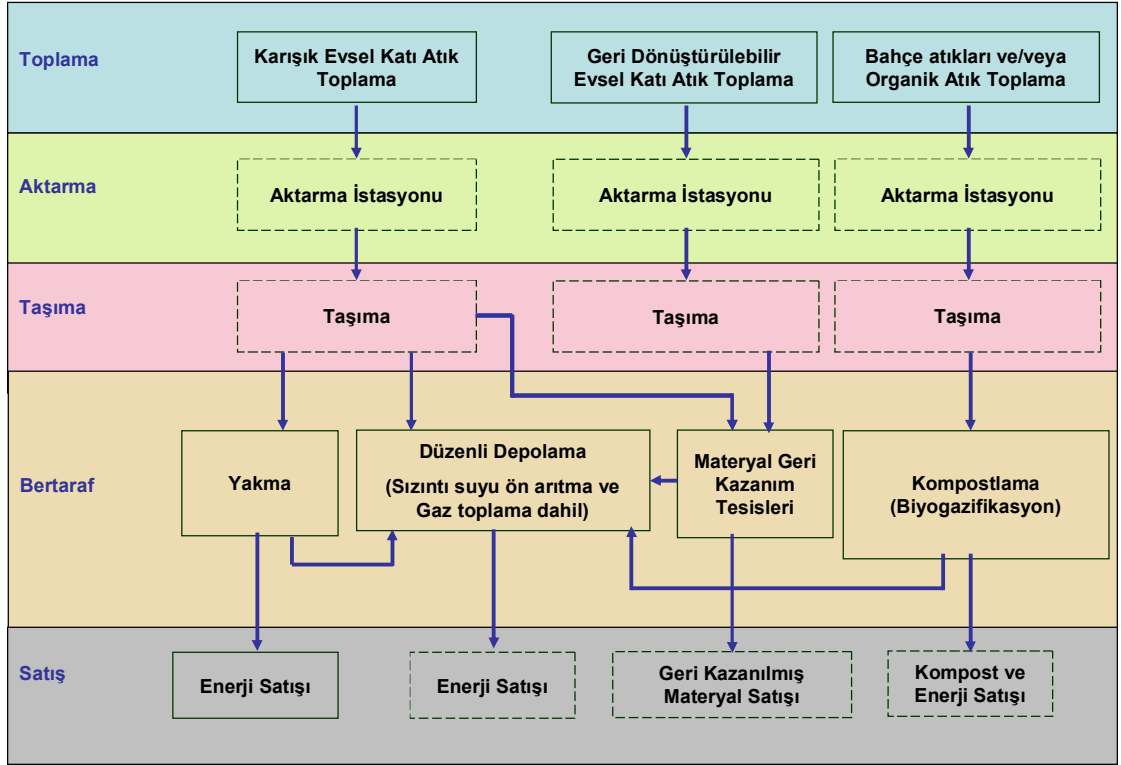 Toplama
Karışık Evsel Katı Atık
Toplama
Geri Dönüştürülebilir
Evsel Katı Atık Toplama
Bahçe atıkları ve/veya
Organik Atık Toplama
Aktarma
Aktarma İstasyonu
Aktarma İstasyonu
Aktarma İstasyonu
Taşıma
Taşıma
Taşıma
Taşıma
Bertaraf
Yakma
Düzenli Depolama
(Sızıntı suyu ön arıtma ve
Gaz toplama dahil)
Materyal Geri
Kazanım
Tesisleri
Kompostlama
(Biyogazifikasyon)
Satış
Enerji Satışı
Enerji Satışı
Geri Kazanılmış
Materyal Satışı
Kompost ve
Enerji Satışı